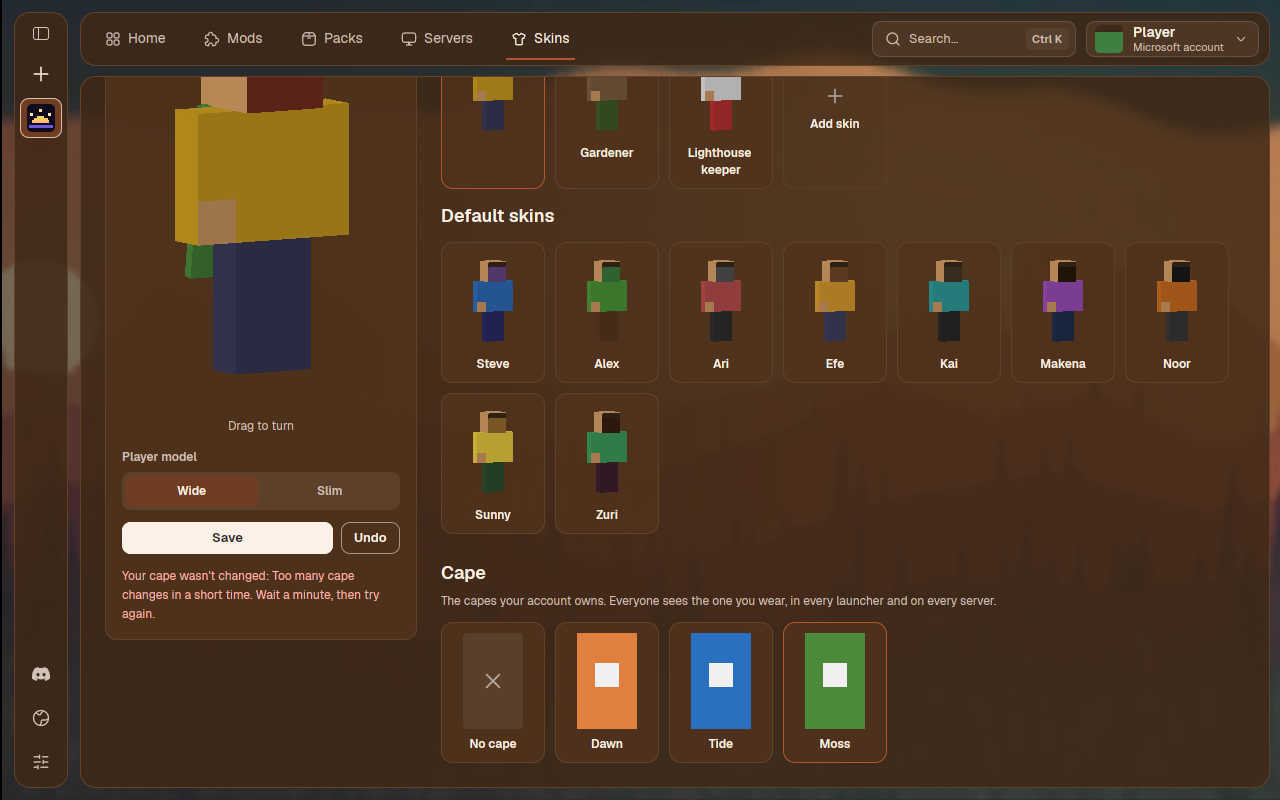 Home
Mods
Packs
Servers
Skins
Search...
Ctrl K
Player
Microsoft account
Gardener
Lighthouse
keeper
Add skin
Default skins
Steve
Alex
Ari
Efe
Kai
Makena
Noor
Sunny
Zuri
Drag to turn
Player model
Wide
Slim
Save
Undo
Your cape wasn't changed: Too many cape
changes in a short time. Wait a minute, then try
again.
Cape
The capes your account owns. Everyone sees the one you wear, in every launcher and on every server.
No cape
Dawn
Tide
Moss